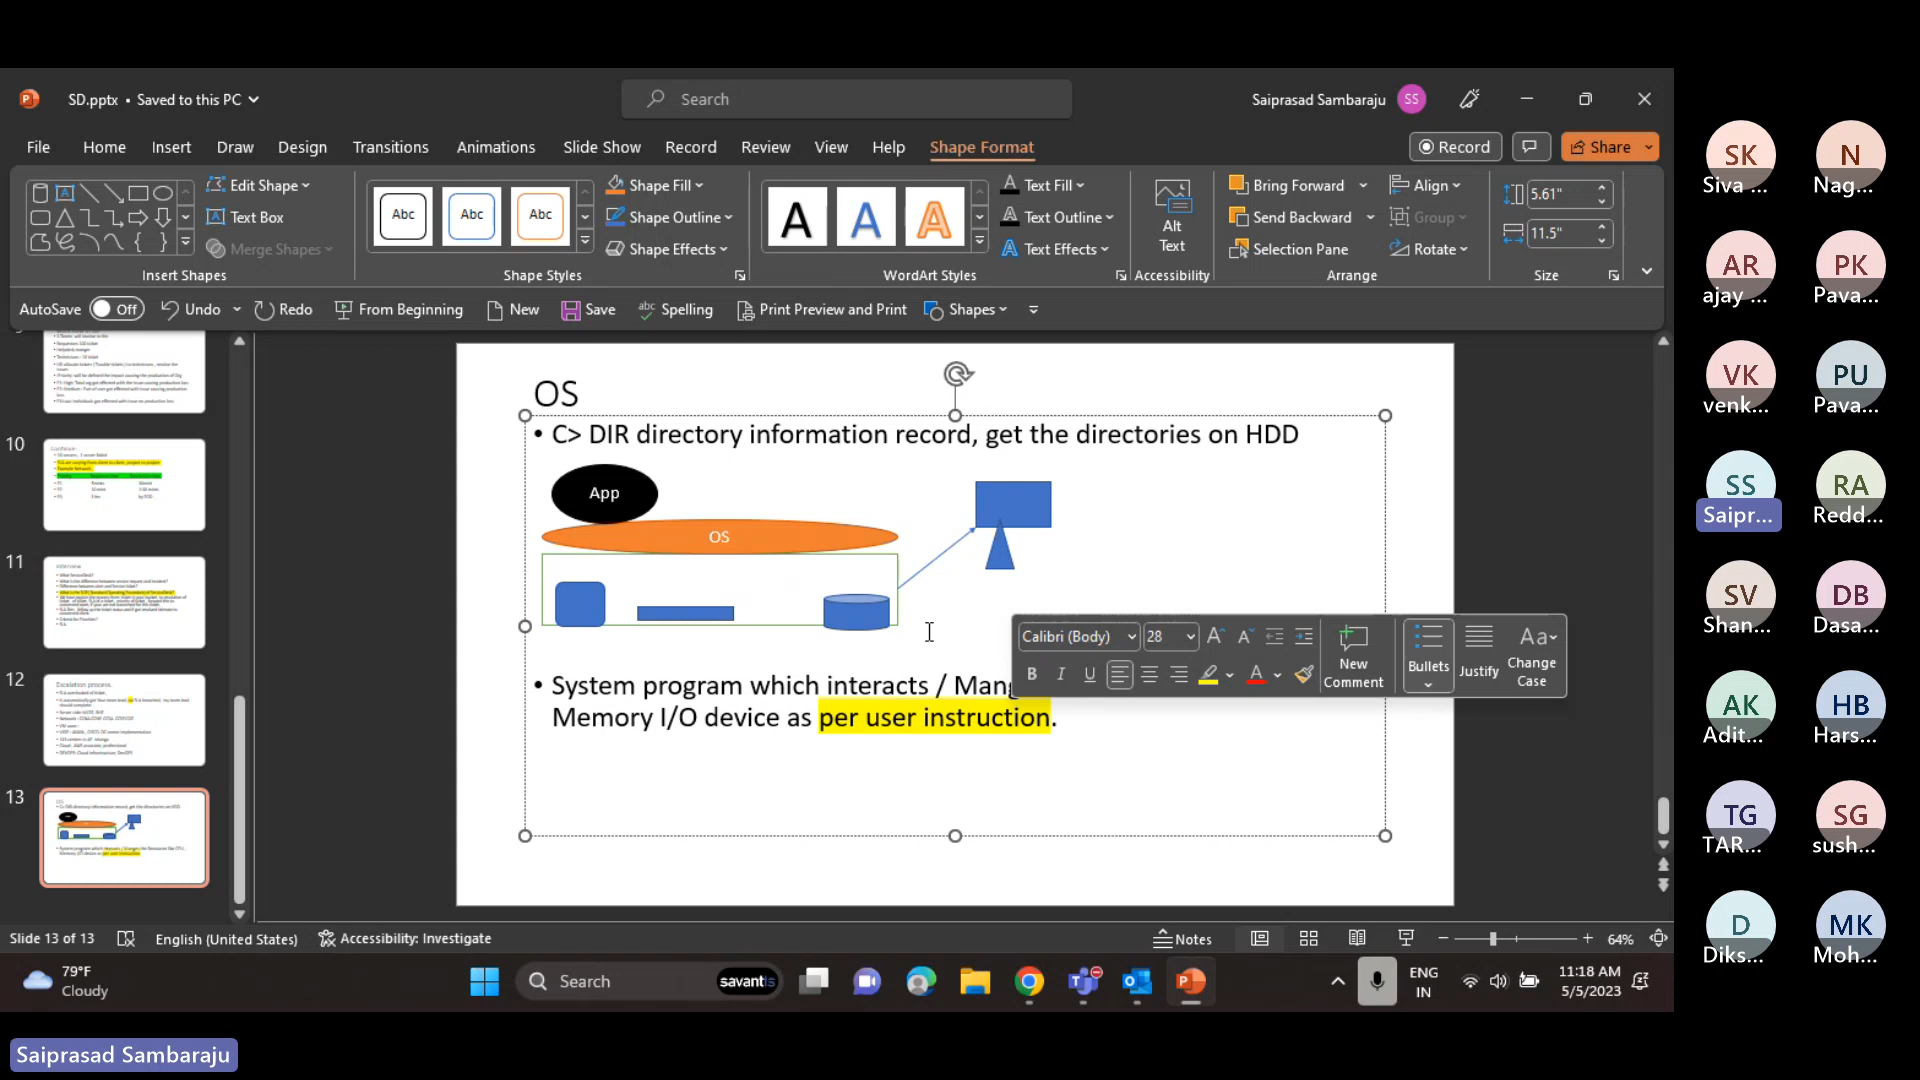 SD.pptx • Saved to this PC
Search
Saiprasad Sambaraju
SS
File
Home
Insert
Draw
Design
Transitions
Animations
Slide Show
Record
Review
View
Help
Shape Format
Record
Share
Edit Shape
Text Box
Merge Shapes
Insert Shapes
Abc
Abc
Abc
Shape Fill
Shape Outline
Shape Effects
Shape Styles
A
A
A
Text Fill
Text Outline
Text Effects
WordArt Styles
Alt
Text
Accessibility
Bring Forward
Send Backward
Selection Pane
Align
Group
Rotate
Arrange
5.61"
11.5"
Size
AutoSave
Off
Undo
Redo
From Beginning
New
Save
Spelling
Print Preview and Print
Shapes
10
11
12
Escalation process.
13
OS
• C> DIR directory information record, get the directories on HDD
App
OS
• System program which interacts / Mang
Memory I/O device as per user instruction.
Calibri (Body)
28
New
Comment
Bullets
Justify
Change
Case
Slide 13 of 13
English (United States)
Accessibility: Investigate
Notes
64%
79°F
Cloudy
Search
savantis
ENG
IN
11:18 AM
5/5/2023
SK
Siva ...
N
Nag...
AR
ajay ...
PK
Pava...
VK
venk...
PU
Pava...
SS
Saipr...
RA
Redd...
SV
Shan...
DB
Dasa...
AK
Adit...
HB
Hars...
TG
TAR...
SG
sush...
D
Diks...
MK
Moh...
Saiprasad Sambaraju